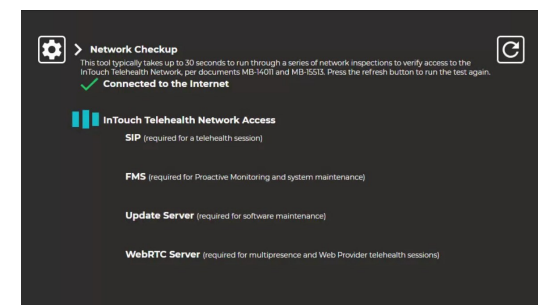 Network Checkup
This tool typically takes up to 30 seconds to run through a series of network inspections to verify access to the
InTouch Telehealth Network, per documents MB-14011 and MB-15513. Press the refresh button to run the test again.
Connected to the Internet
InTouch Telehealth Network Access
SIP (required for a telehealth session)
FMS (required for Proactive Monitoring and system maintenance)
Update Server (required for software maintenance)
WebRTC Server (required for multipresence and Web Provider telehealth sessions)